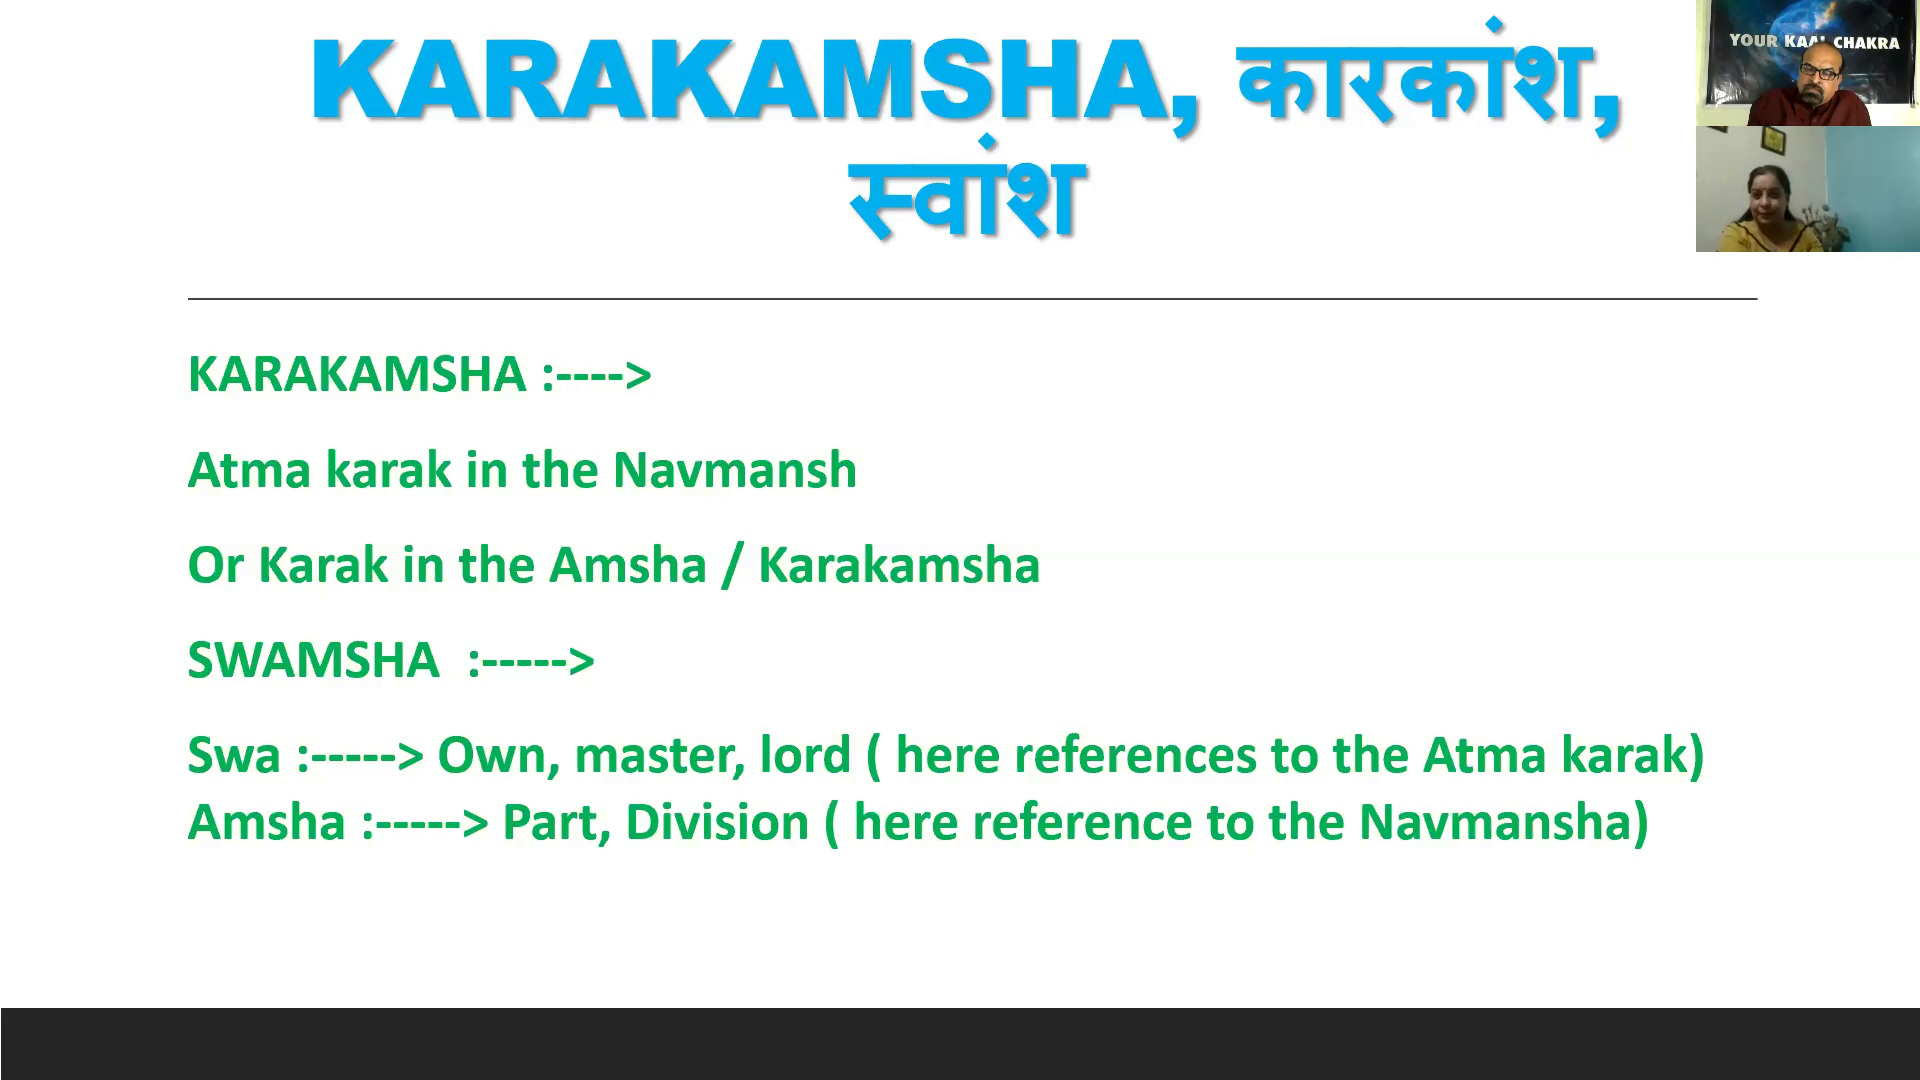 KARAKAMSHA, कारकांश,
स्वांश
YOUR KAAL CHAKRA
KARAKAMSHA :---->
Atma karak in the Navmansh
Or Karak in the Amsha / Karakamsha
SWAMSHA :----->
Swa :-----> Own, master, lord ( here references to the Atma karak)
Amsha :-----> Part, Division ( here reference to the Navmansha)